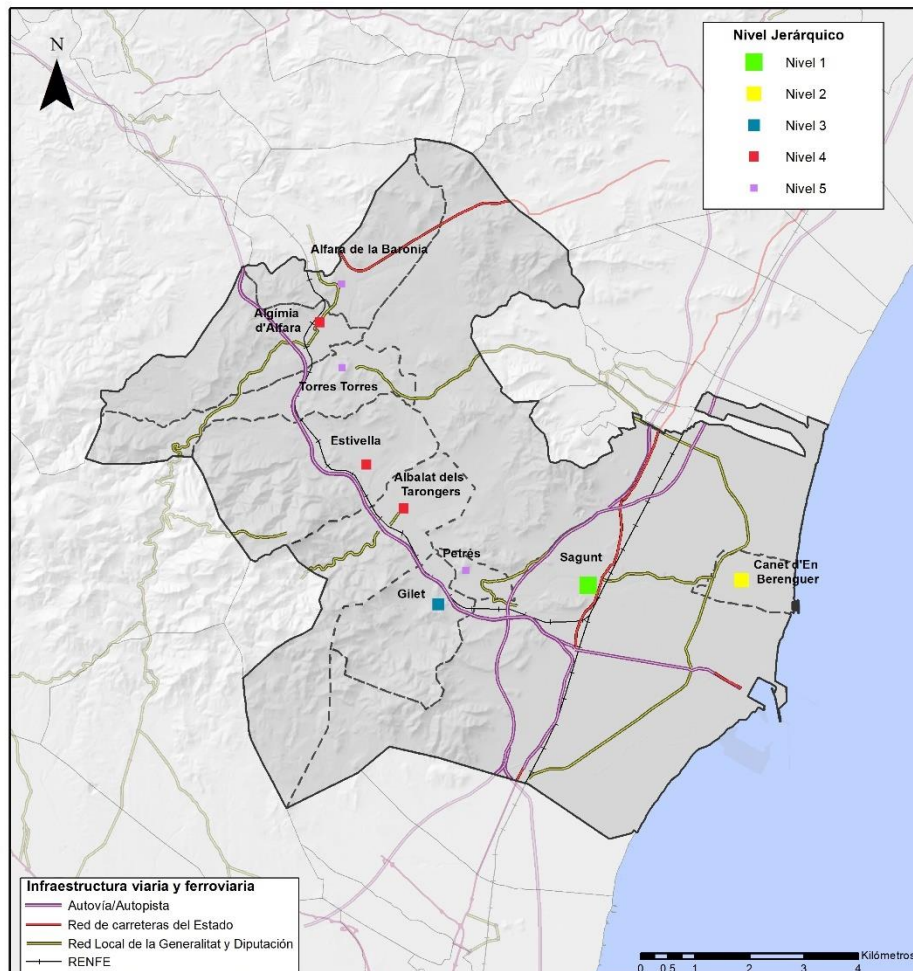 N
Nivel Jerárquico
Nivel 1
Nivel 2
Nivel 3
Nivel 4
Nivel 5
Alfara de la Baronia
Algímia
d'Alfara
Torres Torres
Estivella
Albalat dels
Tarongers
Petrés
Sagunt
Canet d'En
Berenguer
Gilet
Infraestructura viaria y ferroviaria
Autovía/Autopista
Red de carreteras del Estado
Red Local de la Generalitat y Diputación
RENFE
Kilómetros
0 0.5 1 2 3 4